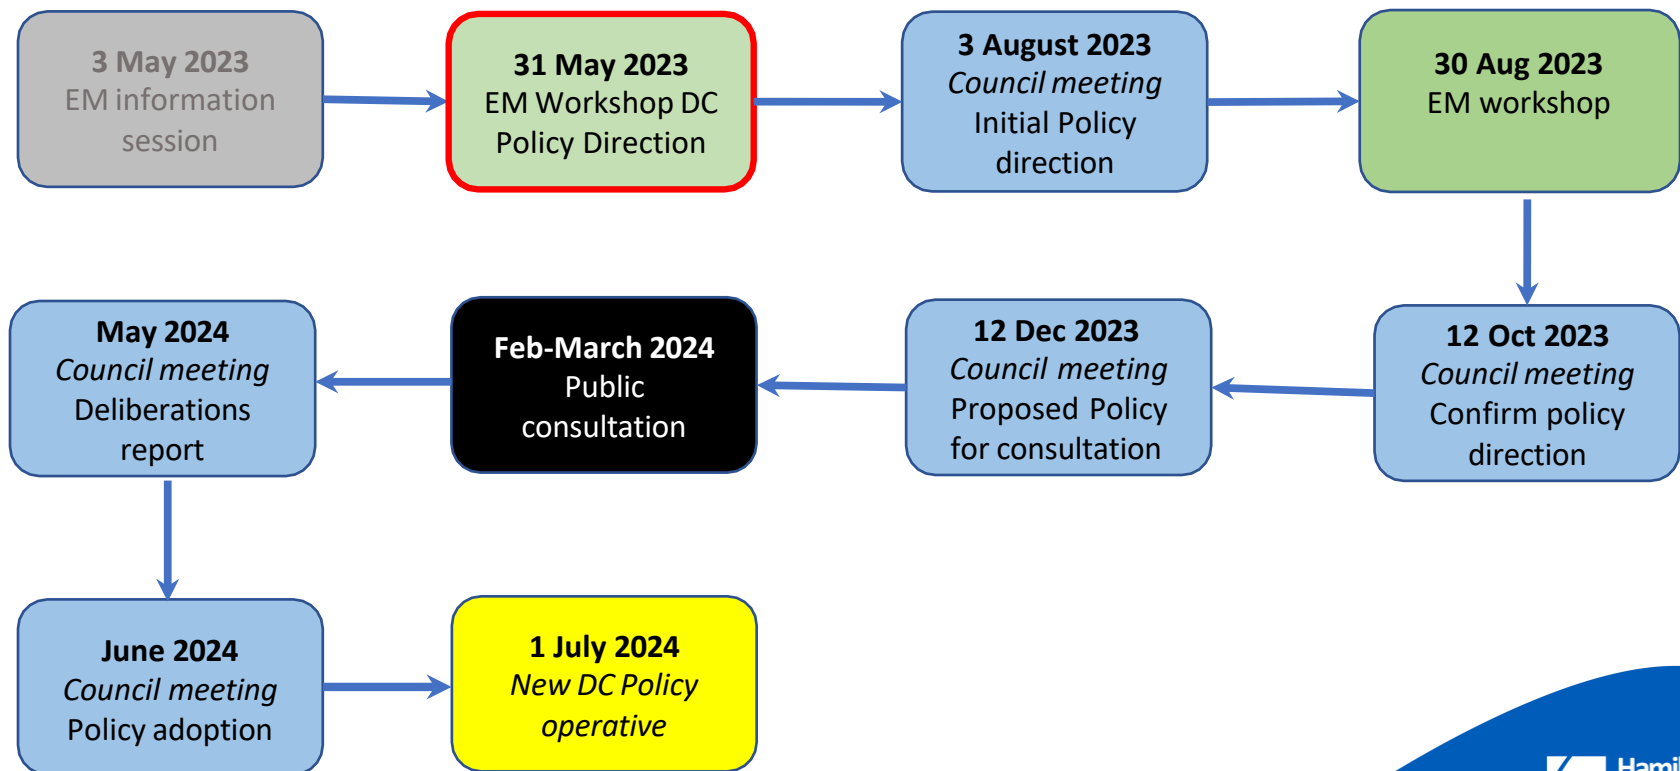 3 May 2023
EM information
session
31 May 2023
EM Workshop DC
Policy Direction
3 August 2023
Council meeting
Initial Policy
direction
30 Aug 2023
EM workshop
12 Oct 2023
Council meeting
Confirm policy
direction
12 Dec 2023
Council meeting
Proposed Policy
for consultation
Feb-March 2024
Public
consultation
May 2024
Council meeting
Deliberations
report
June 2024
Council meeting
Policy adoption
1 July 2024
New DC Policy
operative